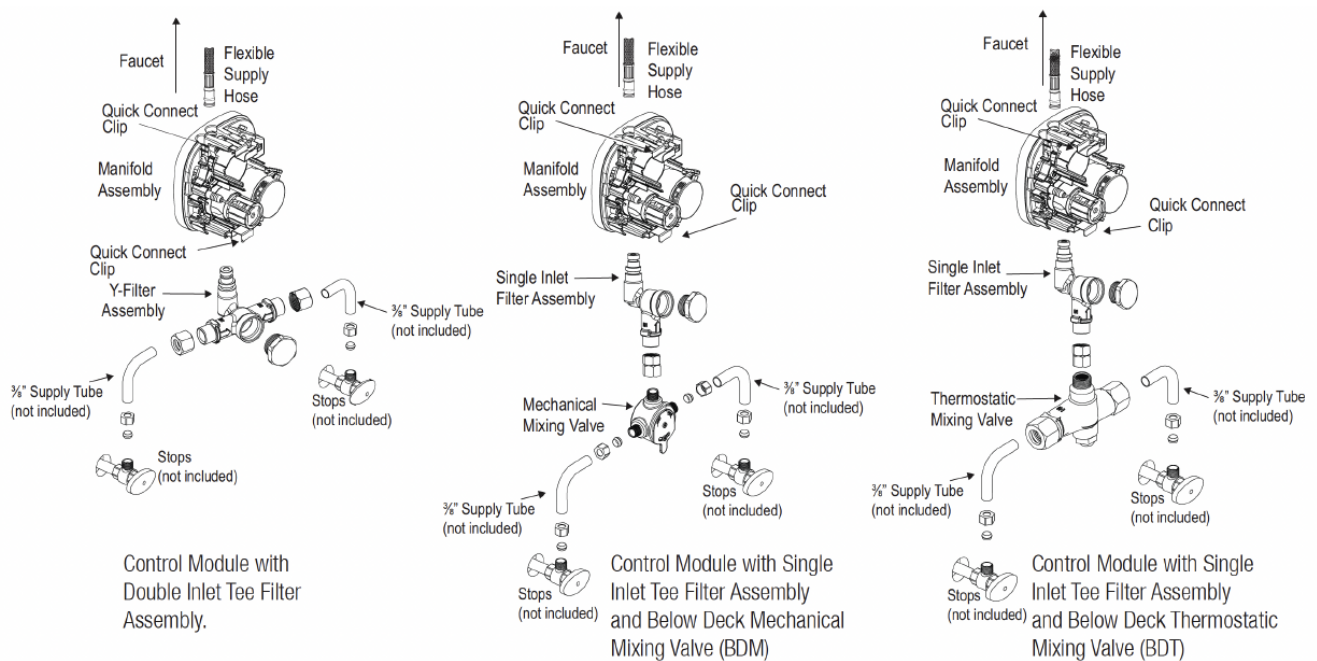 Faucet
Flexible
Supply
Hose
Quick Connect
Clip
Manifold
Assembly
Quick Connect
Clip
Y-Filter
Assembly
⅜" Supply Tube
(not included)
⅜" Supply Tube
(not included)
Stops
(not included)
Stops
(not included)
Control Module with
Double Inlet Tee Filter
Assembly.
Faucet
Flexible
Supply
Hose
Quick Connect
Clip
Manifold
Assembly
Quick Connect
Clip
Single Inlet
Filter Assembly
⅜" Supply Tube
(not included)
Mechanical
Mixing Valve
Stops
(not included)
⅜" Supply Tube
(not included)
Stops
(not included)
Control Module with Single
Inlet Tee Filter Assembly
and Below Deck Mechanical
Mixing Valve (BDM)
Faucet
Flexible
Supply
Hose
Quick Connect
Clip
Manifold
Assembly
Quick Connect
Clip
Single Inlet
Filter Assembly
Thermostatic
Mixing Valve
⅜" Supply Tube
(not included)
⅜" Supply Tube
(not included)
Stops
(not included)
Stops
(not included)
Control Module with Single
Inlet Tee Filter Assembly
and Below Deck Thermostatic
Mixing Valve (BDT)